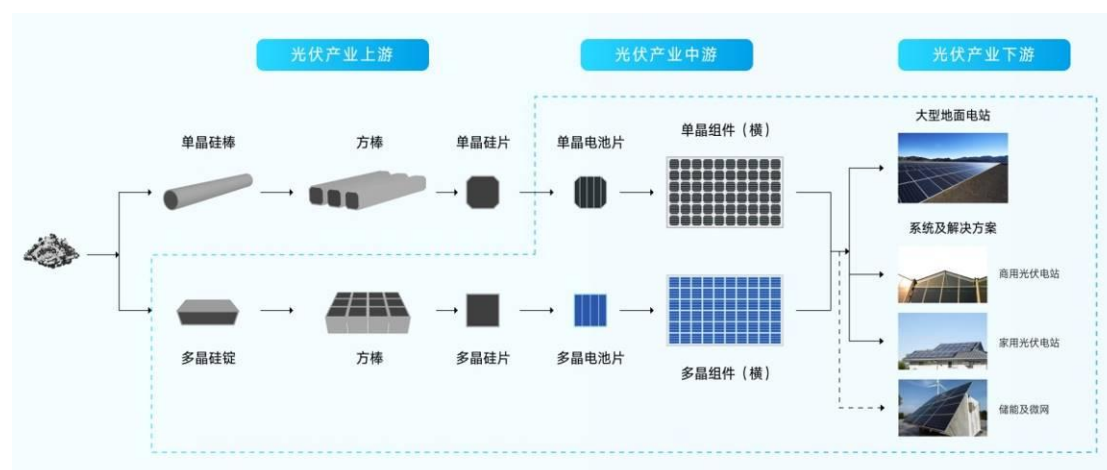 光伏产业上游
光伏产业中游
光伏产业下游
大型地面电站
单晶硅棒
方棒
单晶硅片
单晶电池片
单晶组件（横）
系统及解决方案
商用光伏电站
家用光伏电站
多晶硅锭
方棒
多晶硅片
多晶电池片
多晶组件（横）
储能及微网